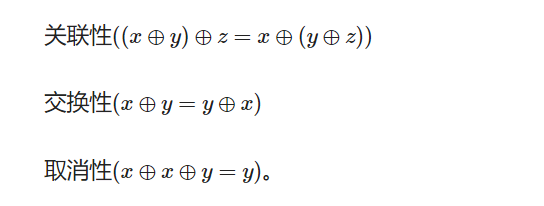 关联性((x ⊕ y) ⊕ z = x ⊕ (y ⊕ z))
交换性(x ⊕ y = y ⊕ x)
取消性(x ⊕ x ⊕ y = y)。